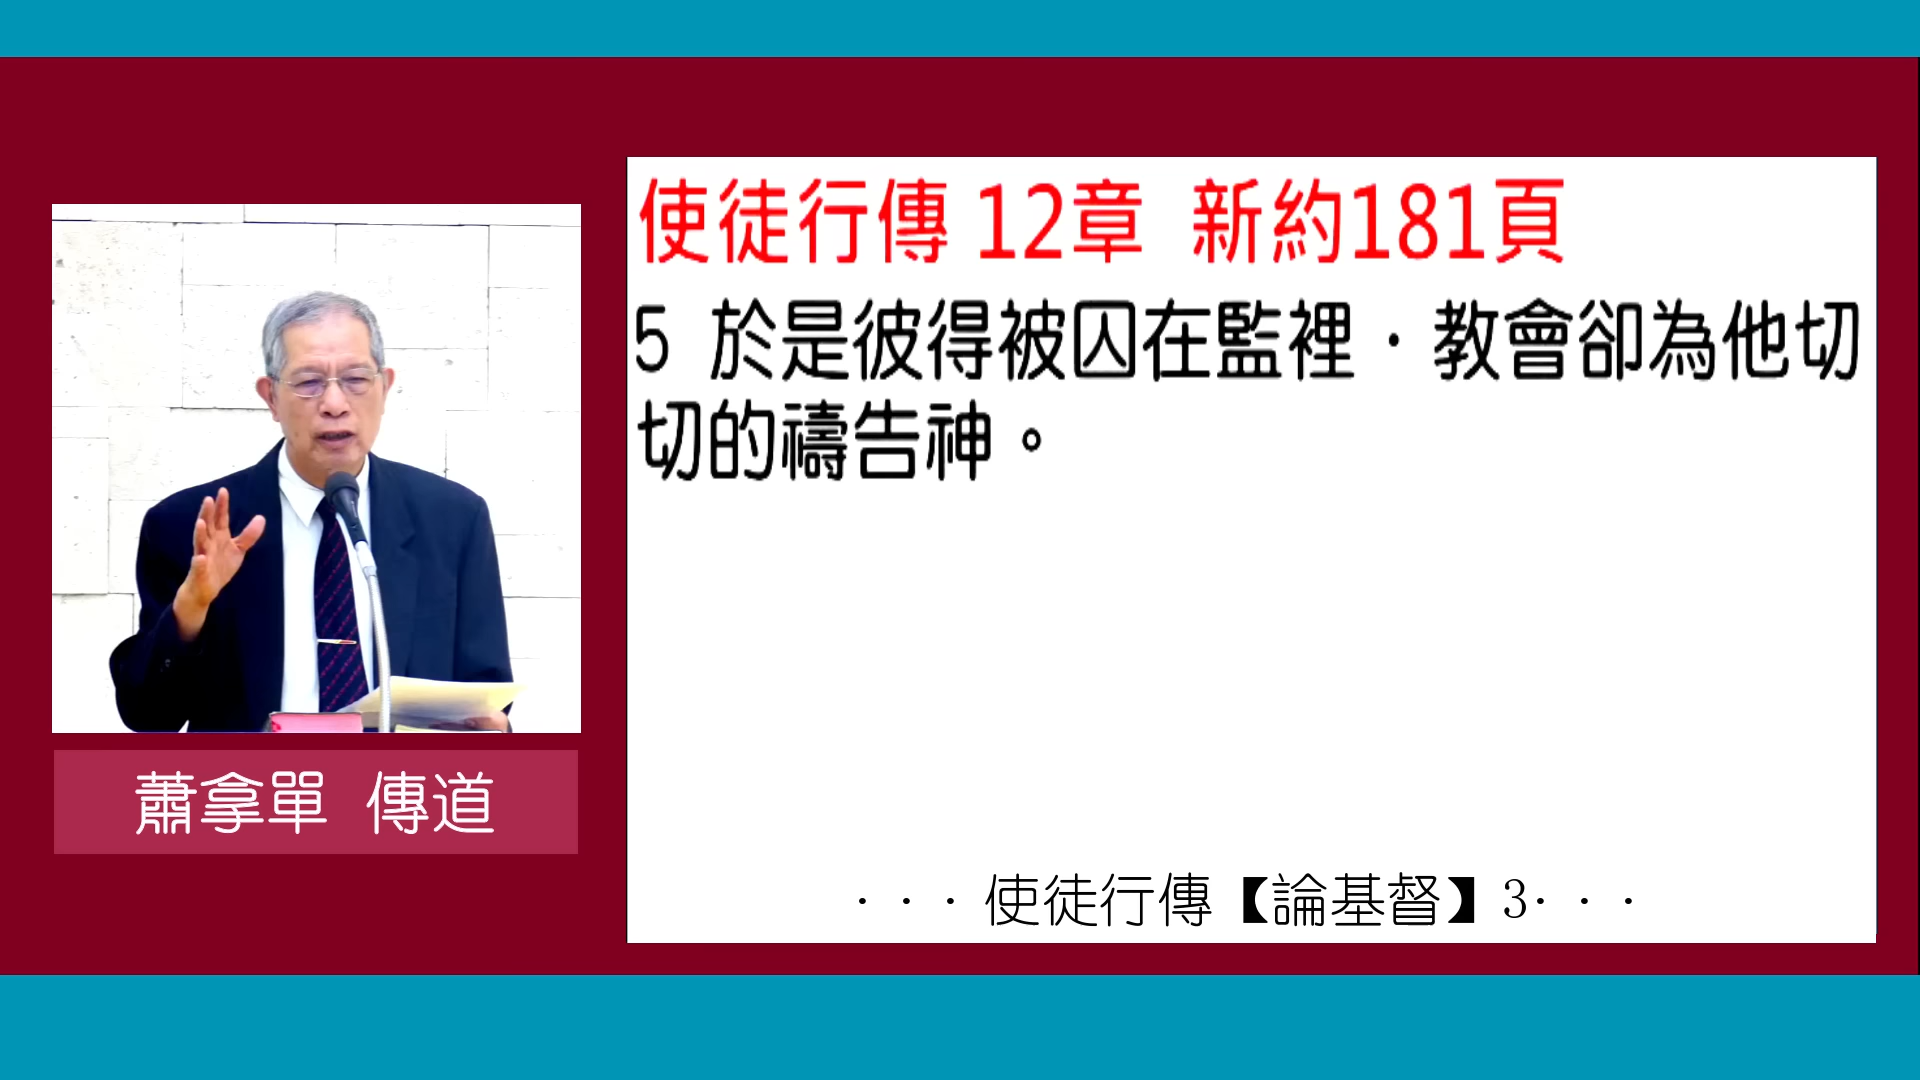 使徒行傳 12章 新約181頁
5 於是彼得被囚在監裡．教會卻為他切
切的禱告神。
蕭拿單 傳道
···使徒行傳【論基督】3···